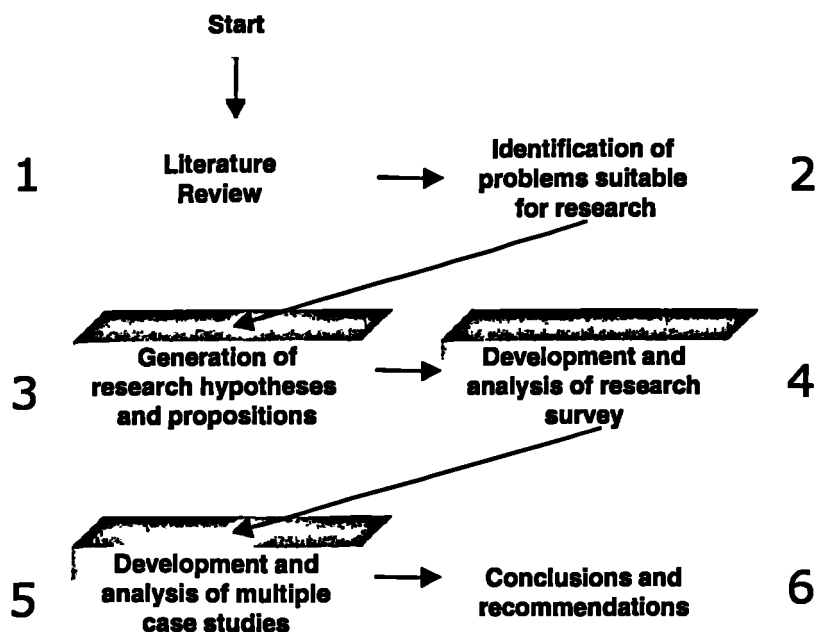 Start
1
Literature
Review
Identification of
problems suitable
for research
2
3
Generation of
research hypotheses
and propositions
Development and
analysis of research
survey
4
5
Development and
analysis of multiple
case studies
Conclusions and
recommendations
6